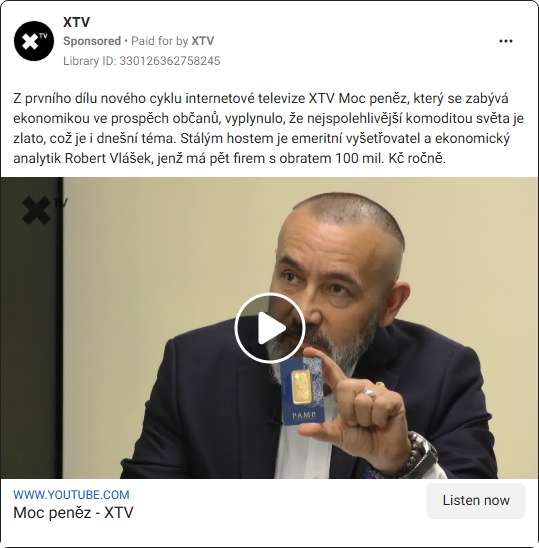 XTV
Sponsored • Paid for by XTV
Library ID: 330126362758245
Z prvního dílu nového cyklu internetové televize XTV Moc peněz, který se zabývá
ekonomikou ve prospěch občanů, vyplynulo, že nejspolehlivější komoditou světa je
zlato, což je i dnešní téma. Stálým hostem je emeritní vyšetřovatel a ekonomický
analytik Robert Vlášek, jenž má pět firem s obratem 100 mil. Kč ročně.
XTV
PAMP
WWW.YOUTUBE.COM
Moc peněz - XTV
Listen now